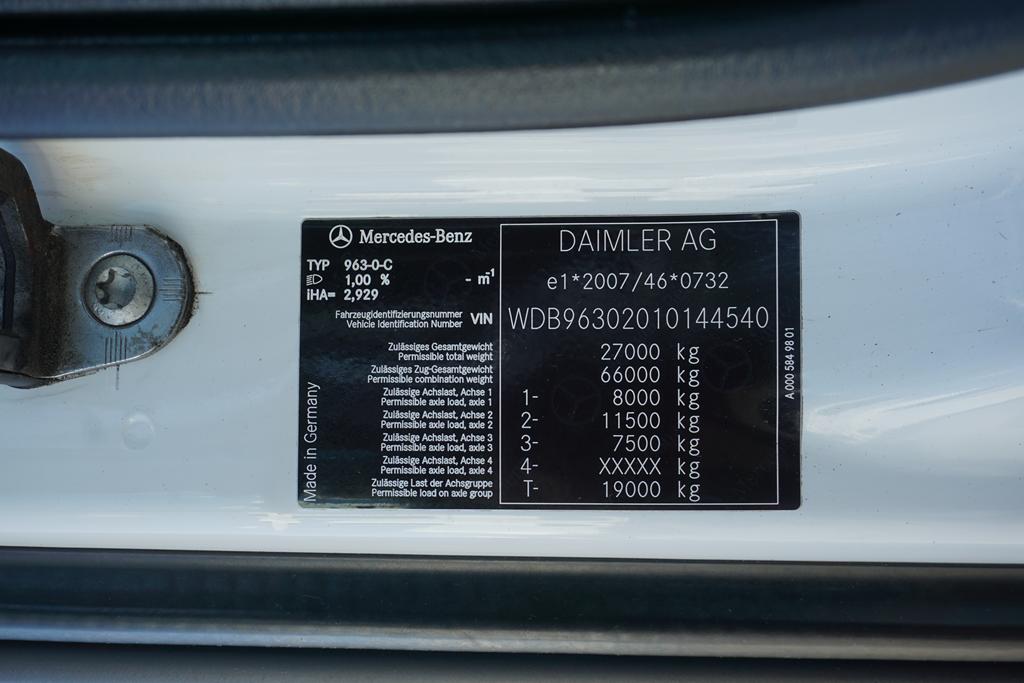 Mercedes-Benz
TYP 963-0-C
1,00 % - m⁻¹
iHA= 2,929
Fahrzeugidentifizierungsnummer
Vehicle Identification Number VIN
Zulässiges Gesamtgewicht
Permissible total weight
Zulässiges Zug-Gesamtgewicht
Permissible combination weight
Zulässige Achslast, Achse 1
Permissible axle load, axle 1
Zulässige Achslast, Achse 2
Permissible axle load, axle 2
Zulässige Achslast, Achse 3
Permissible axle load, axle 3
Zulässige Achslast, Achse 4
Permissible axle load, axle 4
Zulässige Last der Achsgruppe
Permissible load on axle group
Made in Germany
DAIMLER AG
e1*2007/46*0732
WDB96302010144540
27000 kg
66000 kg
1- 8000 kg
2- 11500 kg
3- 7500 kg
4- XXXXX kg
T- 19000 kg
A 000 584 98 01